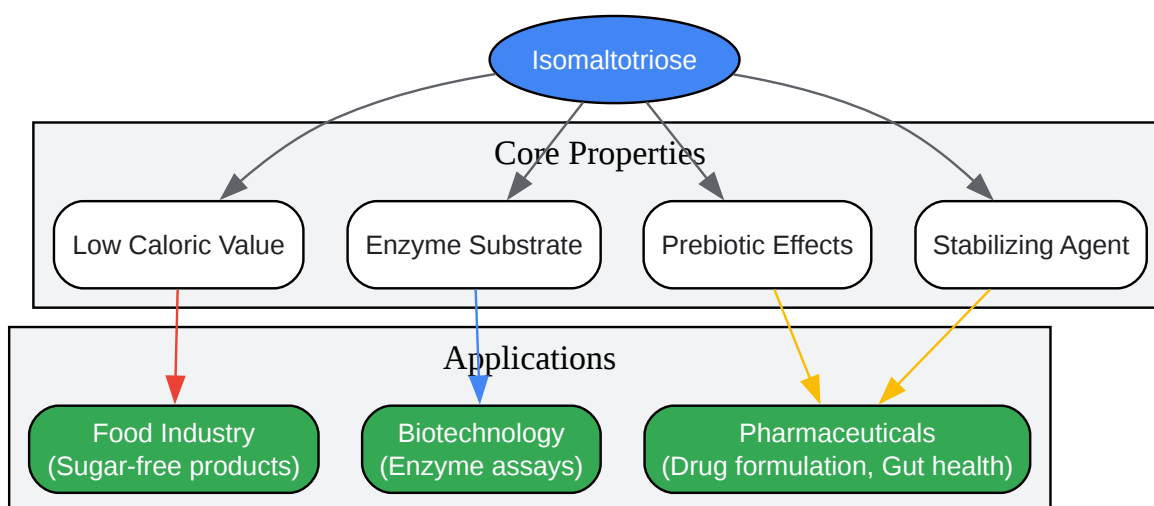 Isomaltotriose
Core Properties
Low Caloric Value
Enzyme Substrate
Prebiotic Effects
Stabilizing Agent
Applications
Food Industry
(Sugar-free products)
Biotechnology
(Enzyme assays)
Pharmaceuticals
(Drug formulation, Gut health)